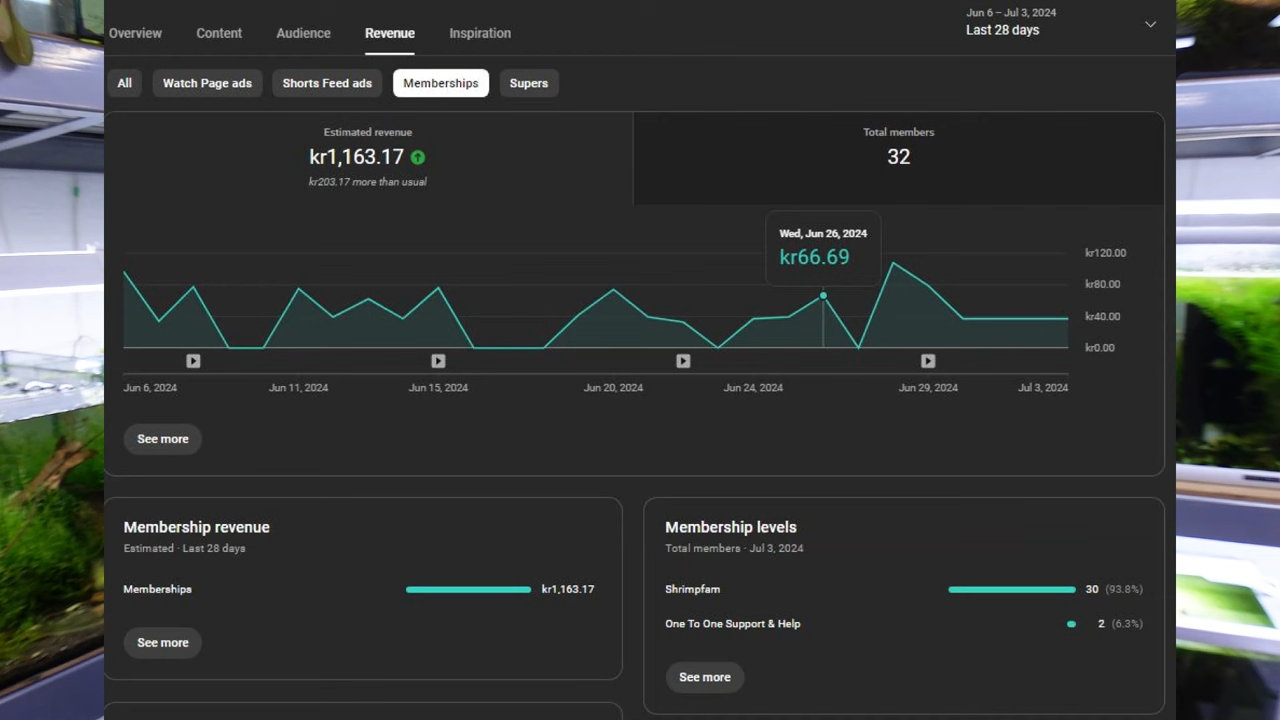 Jun 6 – Jul 3, 2024
Overview Content Audience Revenue Inspiration Last 28 days
All Watch Page ads Shorts Feed ads Memberships Supers
Estimated revenue Total members
kr1,163.17 32
kr203.17 more than usual
Wed, Jun 26, 2024
kr66.69
kr120.00
kr80.00
kr40.00
kr0.00
Jun 6, 2024 Jun 11, 2024 Jun 15, 2024 Jun 20, 2024 Jun 24, 2024 Jun 29, 2024 Jul 3, 2024
See more
Membership revenue
Estimated · Last 28 days
Memberships kr1,163.17
See more
Membership levels
Total members · Jul 3, 2024
Shrimpfam 30 (93.8%)
One To One Support & Help 2 (6.3%)
See more